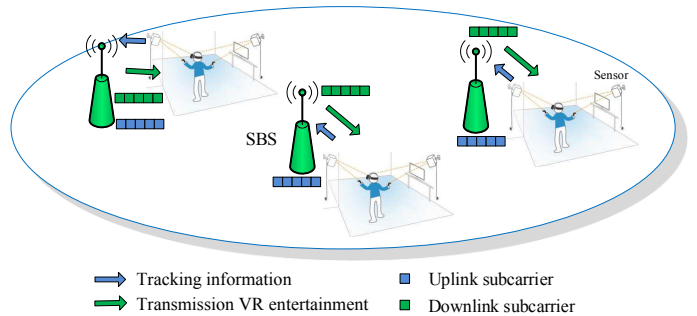 Sensor
SBS
Tracking information
Uplink subcarrier
Transmission VR entertainment
Downlink subcarrier